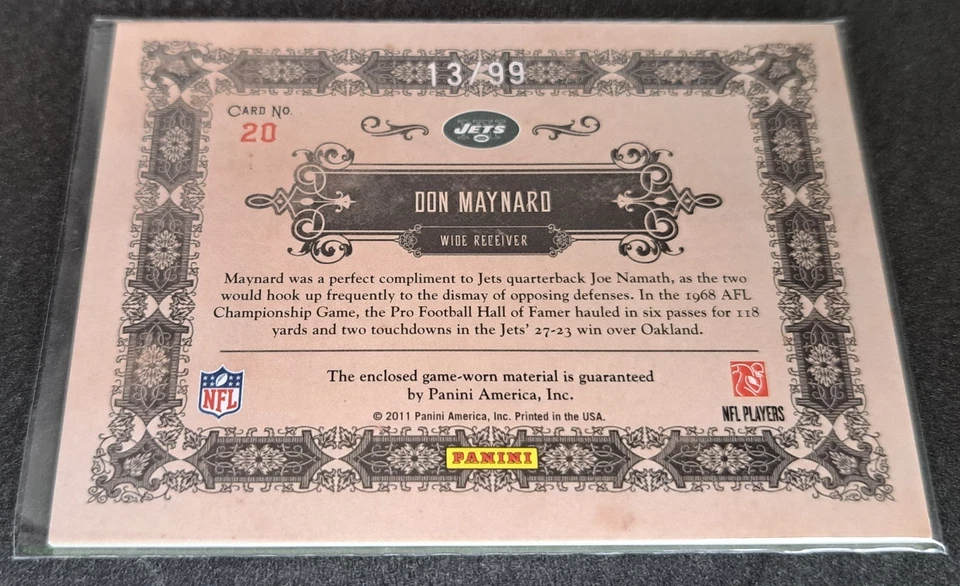 13/99
CARD NO.
20
JETS
DON MAYNARD
WIDE RECEIVER
Maynard was a perfect compliment to Jets quarterback Joe Namath, as the two
would hook up frequently to the dismay of opposing defenses. In the 1968 AFL
Championship Game, the Pro Football Hall of Famer hauled in six passes for 118
yards and two touchdowns in the Jets' 27-23 win over Oakland.
The enclosed game-worn material is guaranteed
by Panini America, Inc.
© 2011 Panini America, Inc. Printed in the USA.
NFL
NFL PLAYERS
PANINI